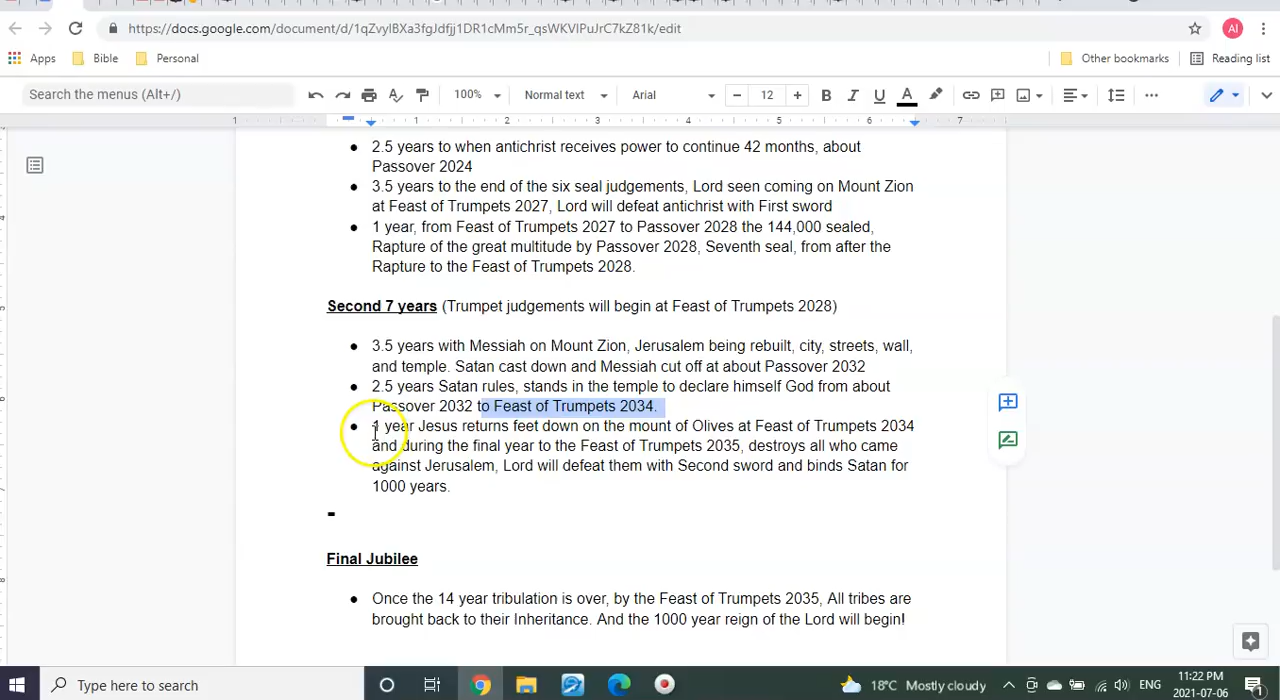 https://docs.google.com/document/d/1qZvylBXa3fgJdfjj1DR1cMm5r_qsWKVlPuJrC7kZ81k/edit
AI
Apps Bible Personal Other bookmarks Reading list
Search the menus (Alt+/) 100% Normal text Arial - 12 + B I U A
1 1 2 3 4 5 6 7
2.5 years to when antichrist receives power to continue 42 months, about
Passover 2024
3.5 years to the end of the six seal judgements, Lord seen coming on Mount Zion
at Feast of Trumpets 2027, Lord will defeat antichrist with First sword
1 year, from Feast of Trumpets 2027 to Passover 2028 the 144,000 sealed,
Rapture of the great multitude by Passover 2028, Seventh seal, from after the
Rapture to the Feast of Trumpets 2028.
Second 7 years (Trumpet judgements will begin at Feast of Trumpets 2028)
3.5 years with Messiah on Mount Zion, Jerusalem being rebuilt, city, streets, wall,
and temple. Satan cast down and Messiah cut off at about Passover 2032
2.5 years Satan rules, stands in the temple to declare himself God from about
Passover 2032 to Feast of Trumpets 2034.
1 year Jesus returns feet down on the mount of Olives at Feast of Trumpets 2034
and during the final year to the Feast of Trumpets 2035, destroys all who came
against Jerusalem, Lord will defeat them with Second sword and binds Satan for
1000 years.
-
Final Jubilee
Once the 14 year tribulation is over, by the Feast of Trumpets 2035, All tribes are
brought back to their Inheritance. And the 1000 year reign of the Lord will begin!
Type here to search
18°C Mostly cloudy ENG
11:22 PM
2021-07-06
1